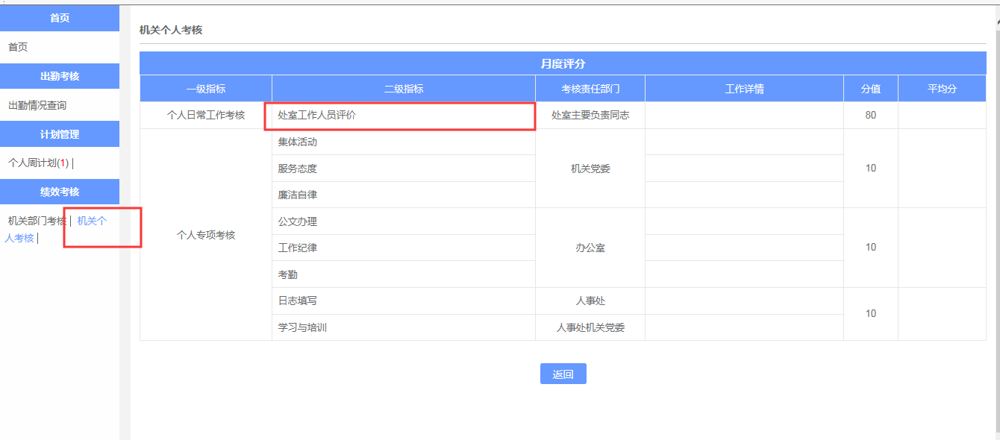 首页
首页
出勤考核
出勤情况查询
计划管理
个人周计划(1) |
绩效考核
机关部门考核 | 机关个
人考核 |
机关个人考核
月度评分
一级指标 二级指标 考核责任部门 工作详情 分值 平均分
个人日常工作考核 处室工作人员评价 处室主要负责同志 80
个人专项考核
集体活动
服务态度
廉洁自律
机关党委
10
公文办理
工作纪律
考勤
办公室
10
日志填写 人事处
学习与培训 人事处机关党委
10
返回